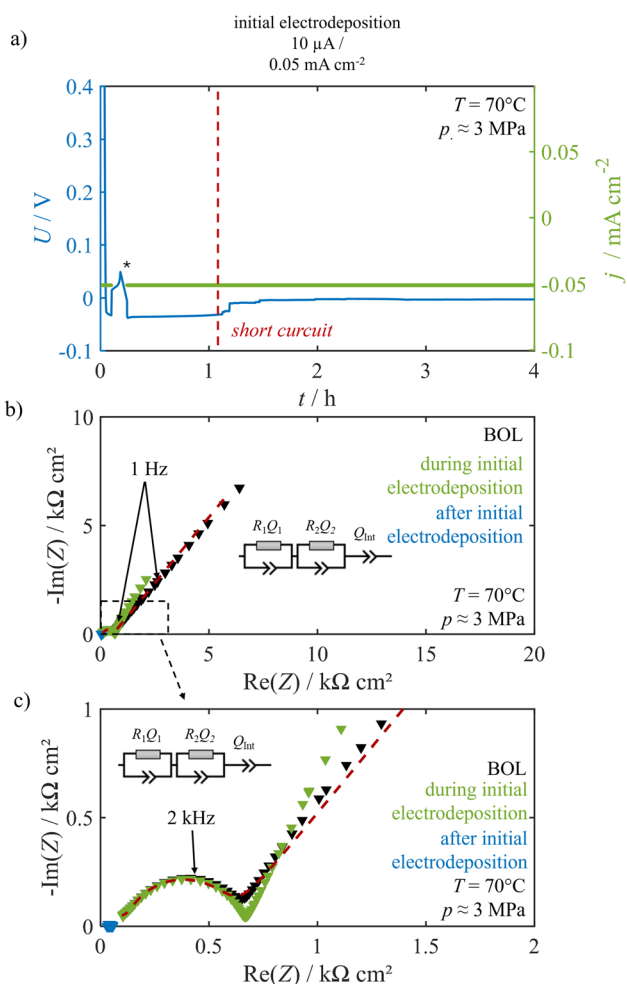 initial electrodeposition
10 µA /
0.05 mA cm⁻²
a)
0.4
0.3
0.2
0.1
0
-0.1
U / V
T = 70°C
p. ≈ 3 MPa
*
short curcuit
0.05
0
-0.05
-0.1
j / mA cm⁻²
0
1
2
3
4
t / h
b)
10
5
0
-Im(Z) / kΩ cm²
1 Hz
BOL
during initial
electrodeposition
after initial
electrodeposition
R₁Q₁
R₂Q₂
Q_Int
T = 70°C
p ≈ 3 MPa
0
5
10
15
20
Re(Z) / kΩ cm²
c)
1
0.5
0
-Im(Z) / kΩ cm²
R₁Q₁
R₂Q₂
Q_Int
2 kHz
BOL
during initial
electrodeposition
after initial
electrodeposition
T = 70°C
p ≈ 3 MPa
0
0.5
1
1.5
2
Re(Z) / kΩ cm²